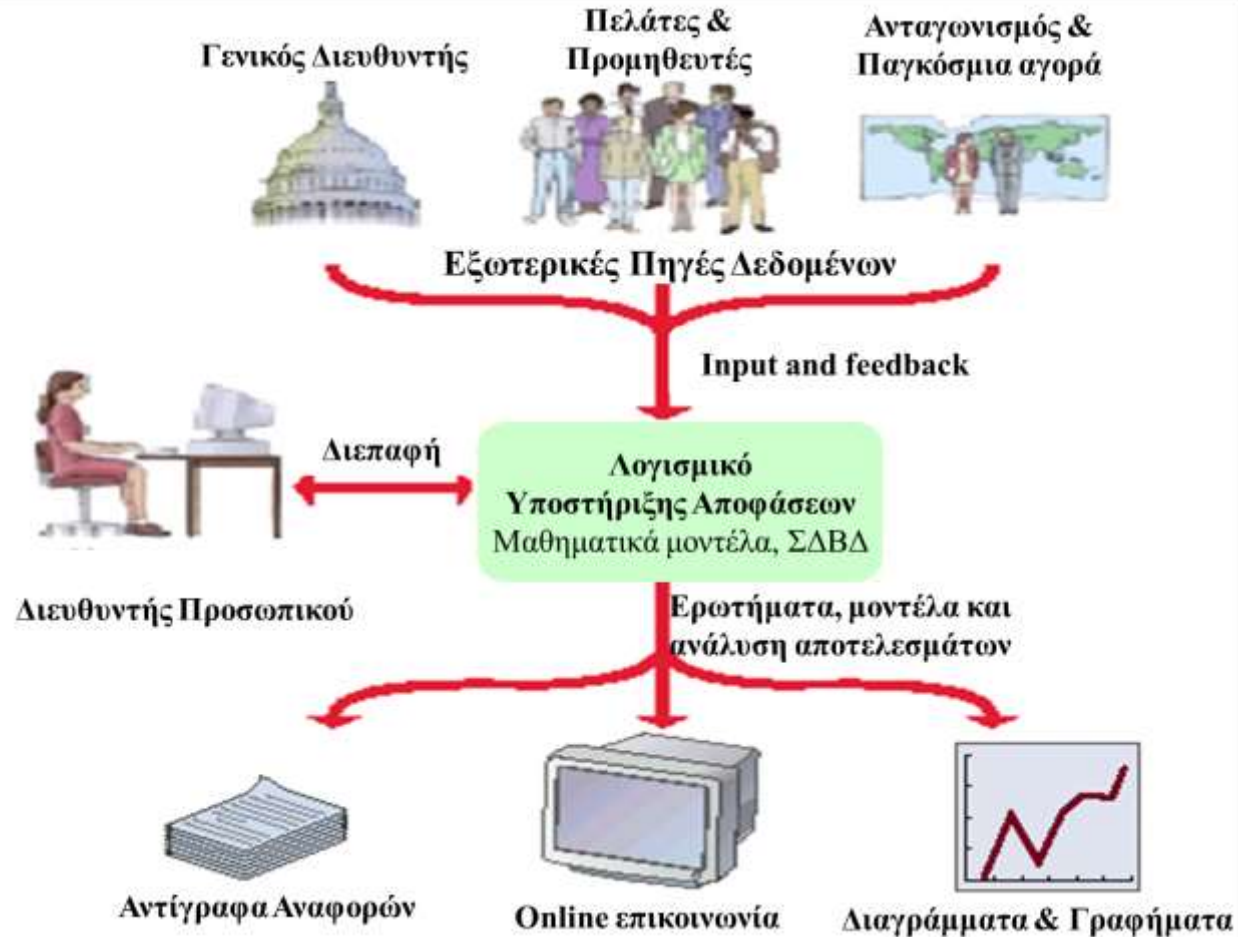 Γενικός Διευθυντής
Πελάτες &
Προμηθευτές
Ανταγωνισμός &
Παγκόσμια αγορά
Εξωτερικές Πηγές Δεδομένων
Input and feedback
Διεπαφή
Λογισμικό
Υποστήριξης Αποφάσεων
Μαθηματικά μοντέλα, ΣΔΒΔ
Διευθυντής Προσωπικού
Ερωτήματα, μοντέλα και
ανάλυση αποτελεσμάτων
Αντίγραφα Αναφορών
Online επικοινωνία
Διαγράμματα & Γραφήματα